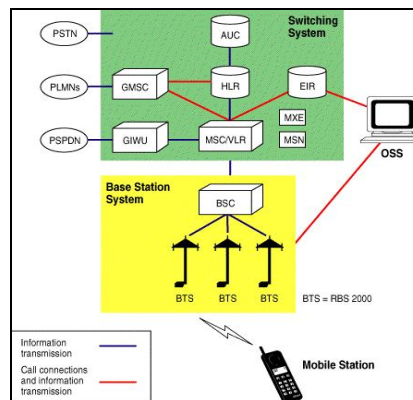 Switching
System
PSTN
AUC
PLMNs
GMSC
HLR
EIR
MXE
PSPDN
GIWU
MSC/VLR
MSN
OSS
Base Station
System
BSC
BTS BTS BTS
BTS = RBS 2000
Information
transmission
Call connections
and information
transmission
Mobile Station